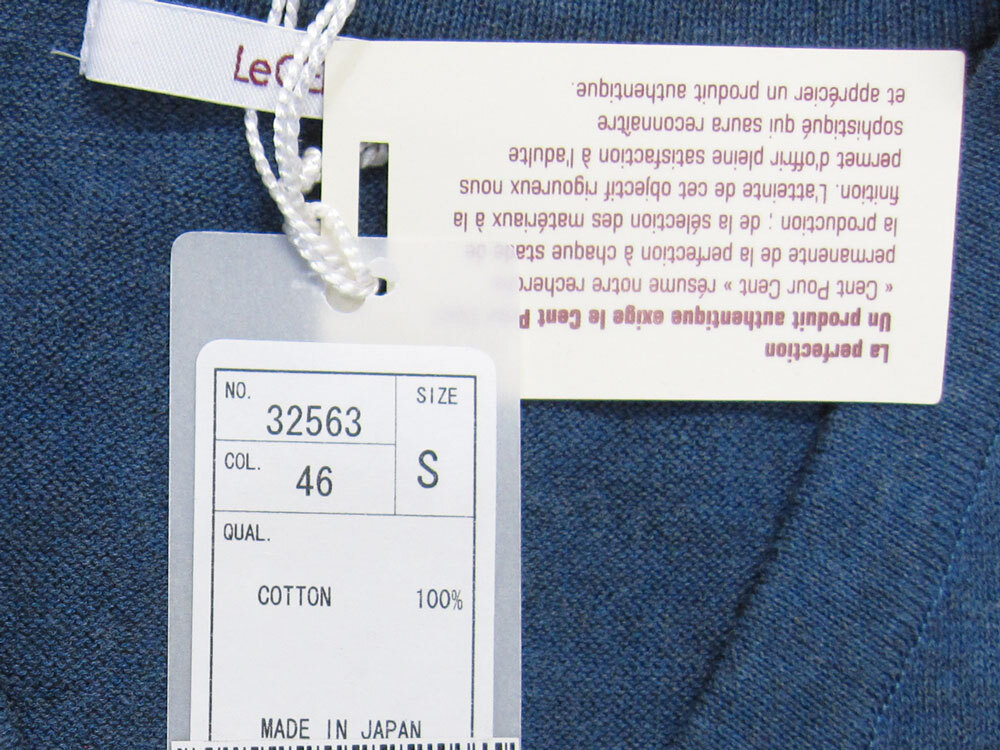 LeC
La perfection
Un produit authentique exige le Cent P
« Cent Pour Cent » résume notre recherc
permanente de la perfection à chaque stade de
la production ; de la sélection des matériaux à la
finition. L'atteinte de cet objectif rigoureux nous
permet d'offrir pleine satisfaction à l'adulte
sophistiqué qui saura reconnaître
et apprécier un produit authentique.
NO.
32563
SIZE
S
COL.
46
QUAL.
COTTON 100%
MADE IN JAPAN